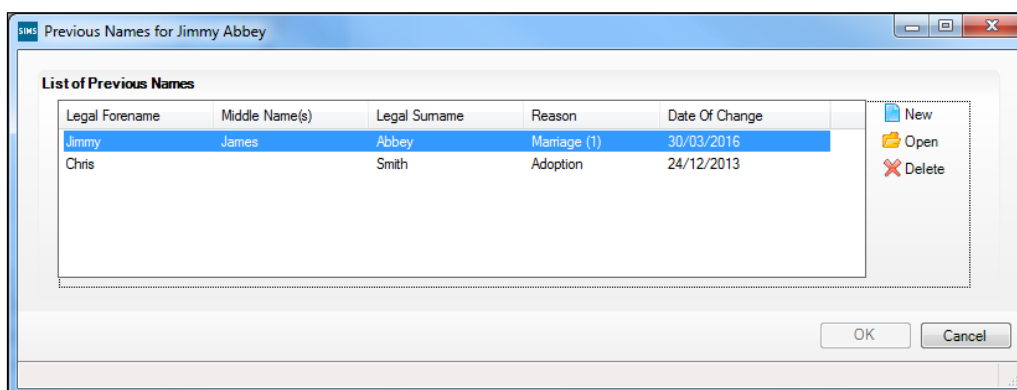 SIMS Previous Names for Jimmy Abbey
List of Previous Names
Legal Forename Middle Name(s) Legal Surname Reason Date Of Change
Jimmy James Abbey Marriage (1) 30/03/2016
Chris Smith Adoption 24/12/2013
New
Open
Delete
OK Cancel